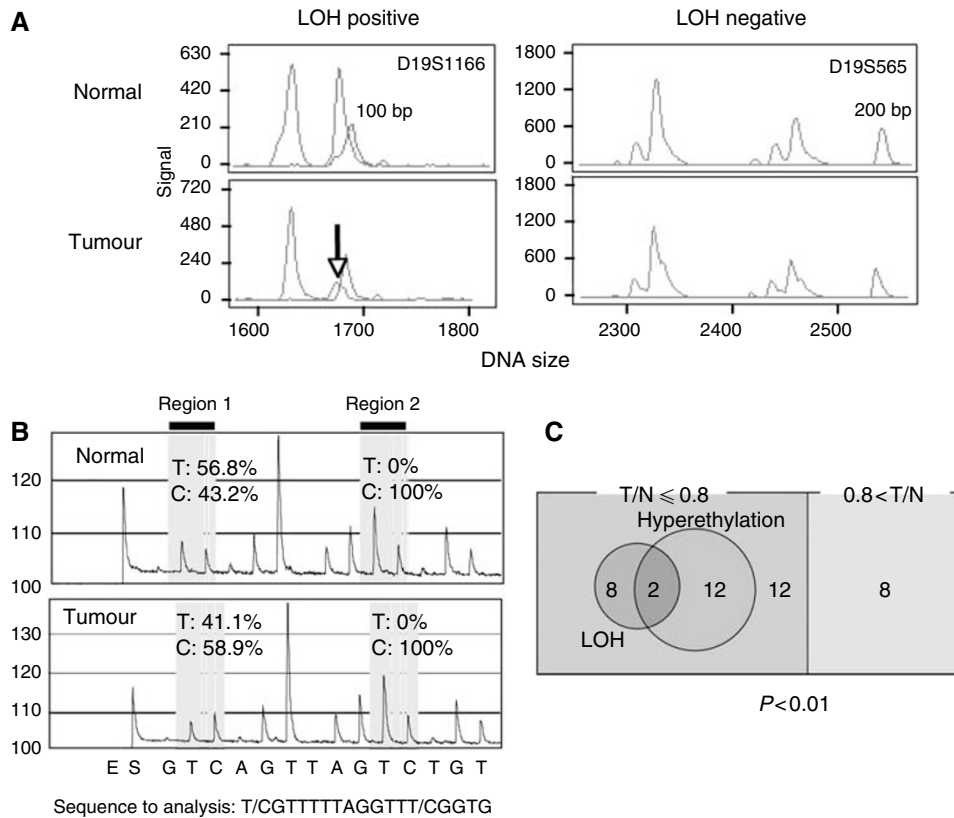 A
LOH positive
LOH negative
Normal
Tumour
Signal
630
420
210
0
D19S1166
100 bp
1800
1200
600
0
D19S565
200 bp
720
480
240
0
1800
1200
600
0
1600 1700 1800
2300 2400 2500
DNA size
B
Region 1
Region 2
Normal
T: 56.8%
C: 43.2%
T: 0%
C: 100%
120
110
100
Tumour
T: 41.1%
C: 58.9%
T: 0%
C: 100%
130
120
110
100
E S G T C A G T T A G T C T G T
Sequence to analysis: T/CGTTTTTAGGTTT/CGGTG
C
T/N ⩽ 0.8
0.8<T/N
Hyperethylation
8 2 12 12 8
LOH
P<0.01